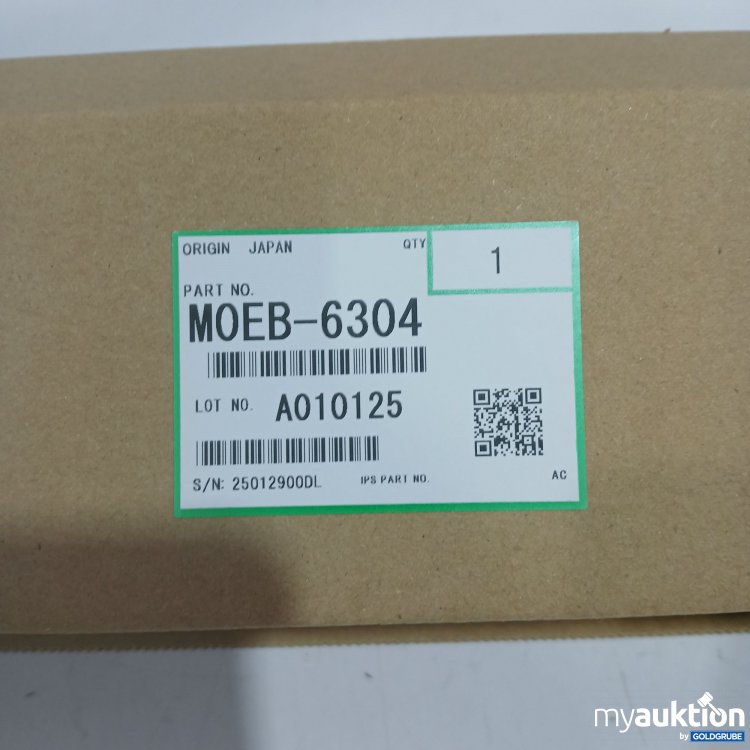 ORIGIN JAPAN QTY 1
PART NO.
M0EB-6304
LOT NO. A010125
S/N: 25012900DL IPS PART NO. AC
myauktion
by GOLDGRUBE